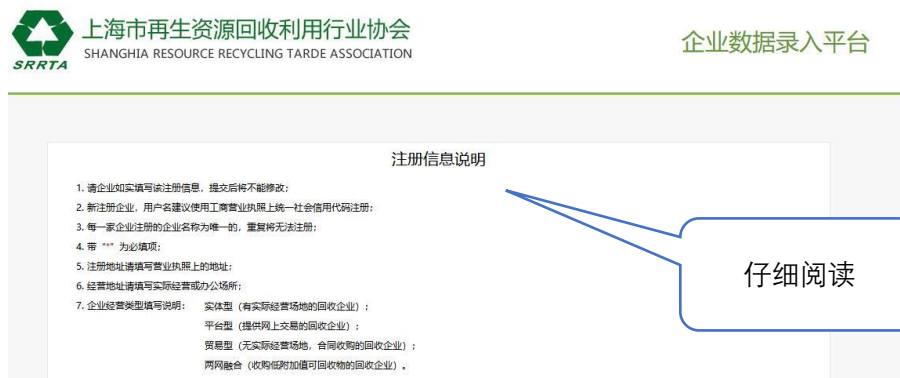 上海市再生资源回收利用行业协会
SHANGHIA RESOURCE RECYCLING TARDE ASSOCIATION
SRRTA
企业数据录入平台
注册信息说明
1. 请企业如实填写该注册信息，提交后将不能修改；
2. 新注册企业，用户名建议使用工商营业执照上统一社会信用代码注册；
3. 每一家企业注册的企业名称为唯一的，重复将无法注册；
4. 带 "*" 为必填项；
5. 注册地址请填写营业执照上的地址；
6. 经营地址请填写实际经营或办公场所；
7. 企业经营类型填写说明： 实体型（有实际经营场地的回收企业）；
平台型（提供网上交易的回收企业）；
贸易型（无实际经营场地，合同收购的回收企业）；
两网融合（收购低附加值可回收物的回收企业）。
仔细阅读